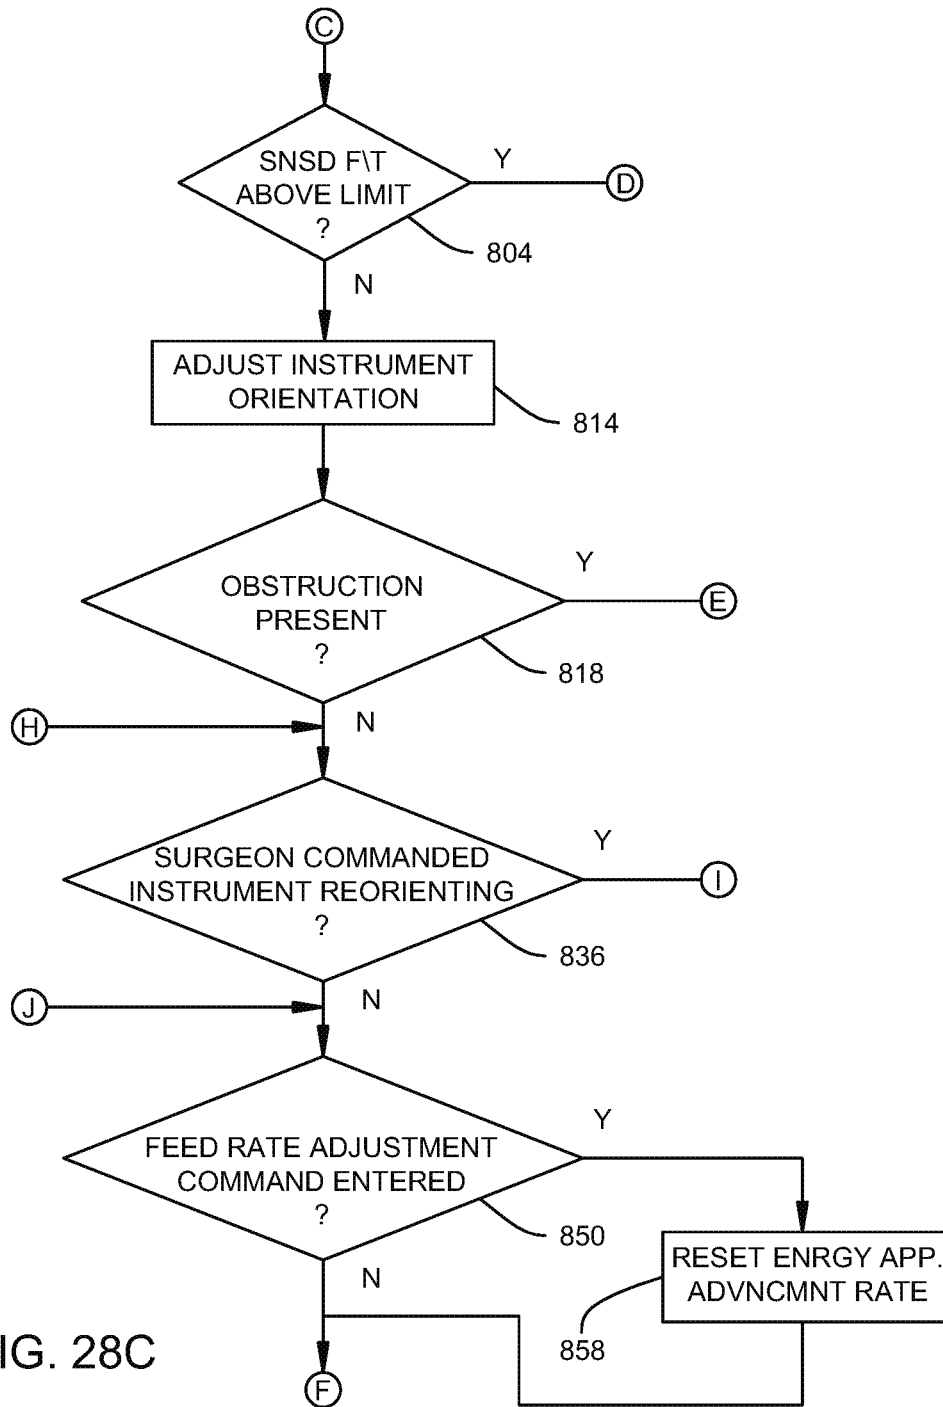 C
SNSD F\T
ABOVE LIMIT
?
Y
D
804
N
ADJUST INSTRUMENT
ORIENTATION
814
OBSTRUCTION
PRESENT
?
Y
E
818
H
N
SURGEON COMMANDED
INSTRUMENT REORIENTING
?
Y
I
836
J
N
FEED RATE ADJUSTMENT
COMMAND ENTERED
?
Y
850
RESET ENRGY APP.
ADVNCMNT RATE
N
858
IG. 28C
F